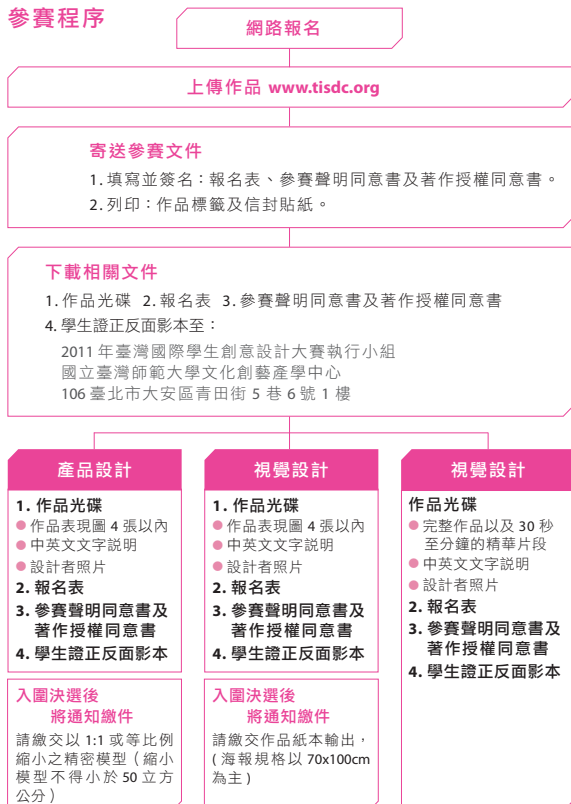 參賽程序
網路報名
上傳作品 www.tisdc.org
寄送參賽文件
1. 填寫並簽名：報名表、參賽聲明同意書及著作授權同意書。
2. 列印：作品標籤及信封貼紙。
下載相關文件
1. 作品光碟 2. 報名表 3. 參賽聲明同意書及著作授權同意書
4. 學生證正反面影本至：
2011 年臺灣國際學生創意設計大賽執行小組
國立臺灣師範大學文化創藝產學中心
106 臺北市大安區青田街 5 巷 6 號 1 樓
產品設計
1. 作品光碟
● 作品表現圖 4 張以內
● 中英文文字說明
● 設計者照片
2. 報名表
3. 參賽聲明同意書及
著作授權同意書
4. 學生證正反面影本
入圍決選後
將通知繳件
請繳交以 1:1 或等比例
縮小之精密模型（縮小
模型不得小於 50 立方
公分）
視覺設計
1. 作品光碟
● 作品表現圖 4 張以內
● 中英文文字說明
● 設計者照片
2. 報名表
3. 參賽聲明同意書及
著作授權同意書
4. 學生證正反面影本
入圍決選後
將通知繳件
請繳交作品紙本輸出，
( 海報規格以 70x100cm
為主 )
視覺設計
作品光碟
● 完整作品以及 30 秒
至分鐘的精華片段
● 中英文文字說明
● 設計者照片
2. 報名表
3. 參賽聲明同意書及
著作授權同意書
4. 學生證正反面影本